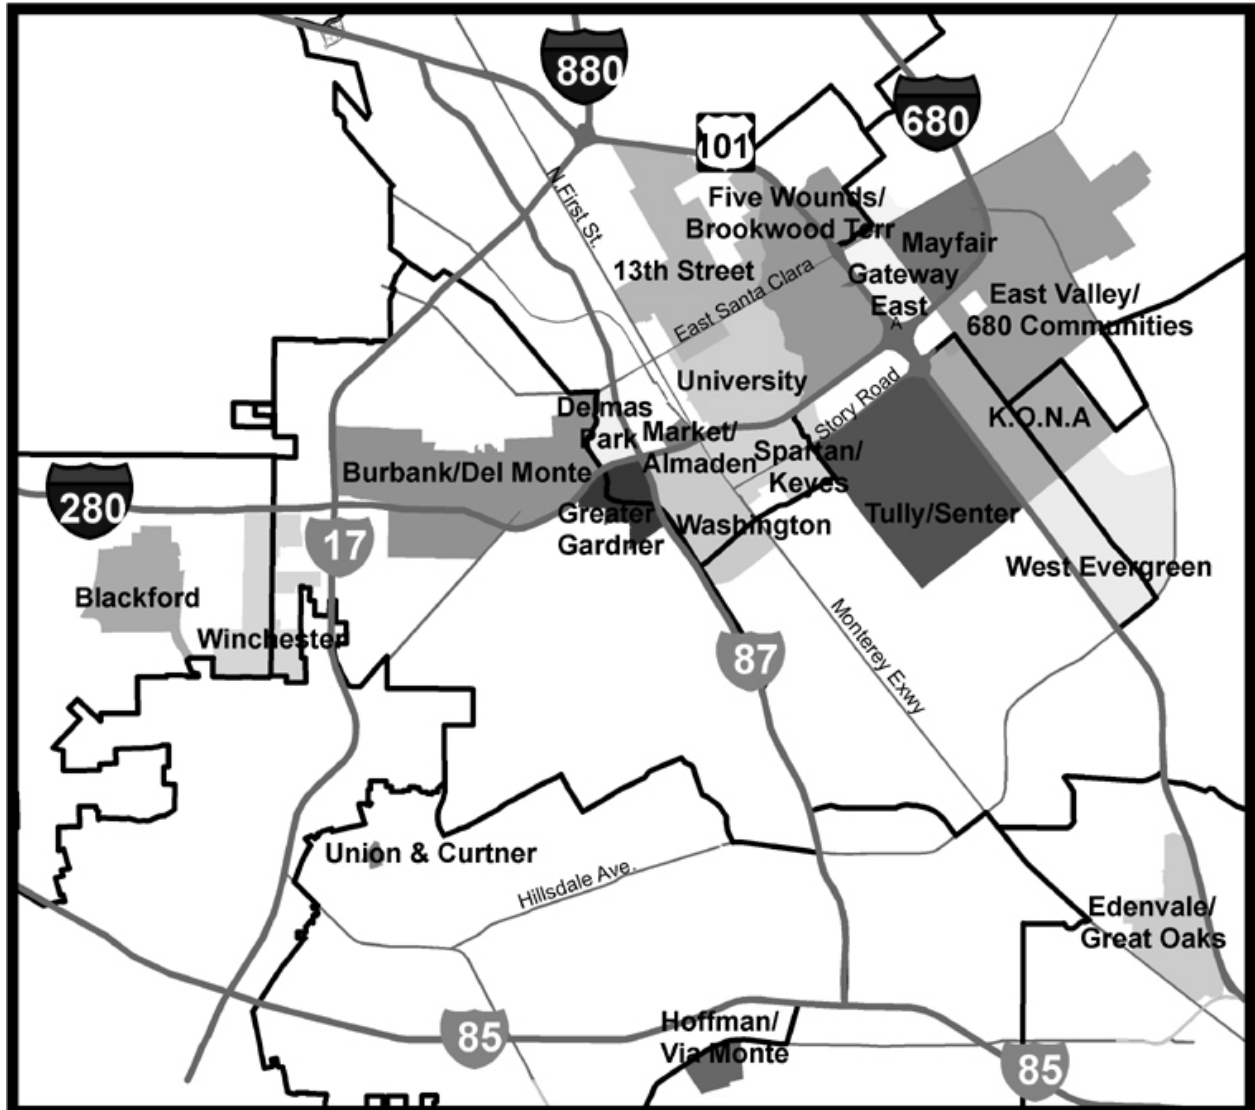 880
680
101
N.First St.
Five Wounds/
Brookwood Terr
Mayfair
13th Street
Gateway
East
East Santa Clara
A
East Valley/
680 Communities
University
Story Road
Delmas
Park
Market/
Almaden
K.O.N.A
Burbank/Del Monte
Spartan/
Keyes
280
17
Greater
Gardner
Washington
Tully/Senter
West Evergreen
Blackford
Winchester
87
Monterey Exwy
Union & Curtner
Hillsdale Ave.
Edenvale/
Great Oaks
85
Hoffman/
Via Monte
85